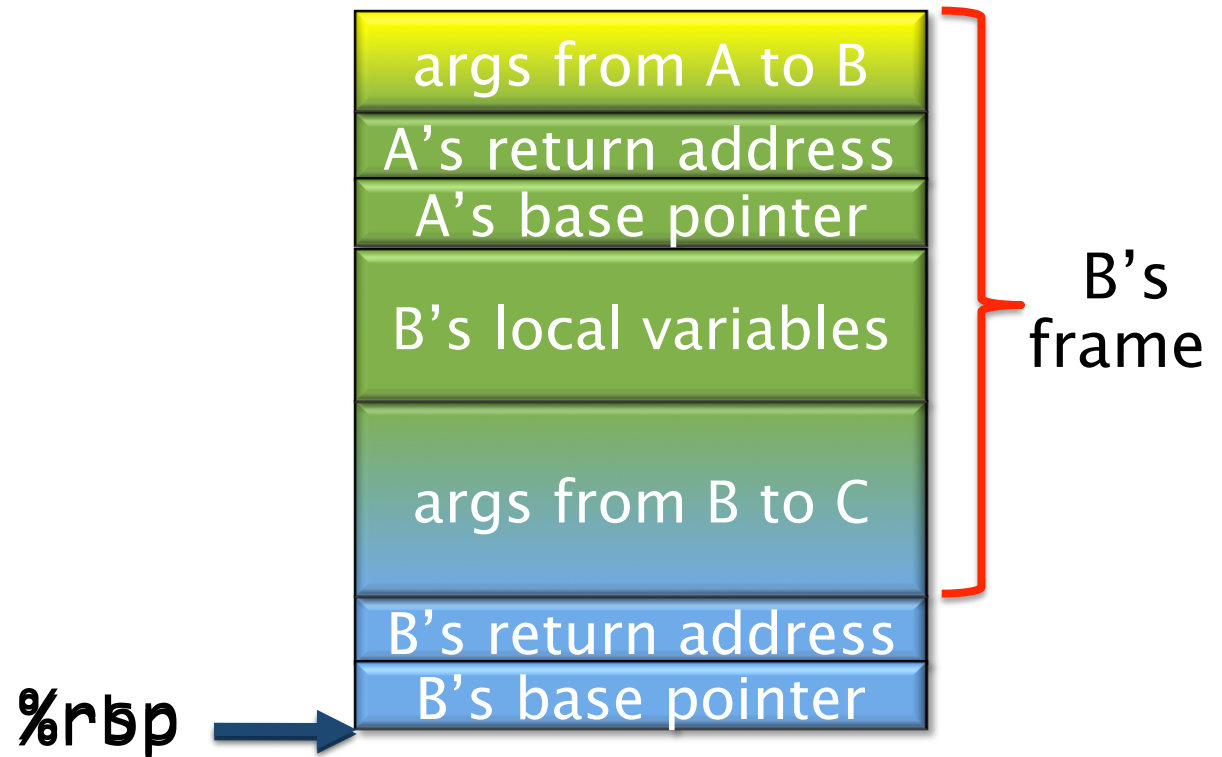 args from A to B
A’s return address
A’s base pointer
B’s local variables
B’s
frame
args from B to C
B’s return address
B’s base pointer